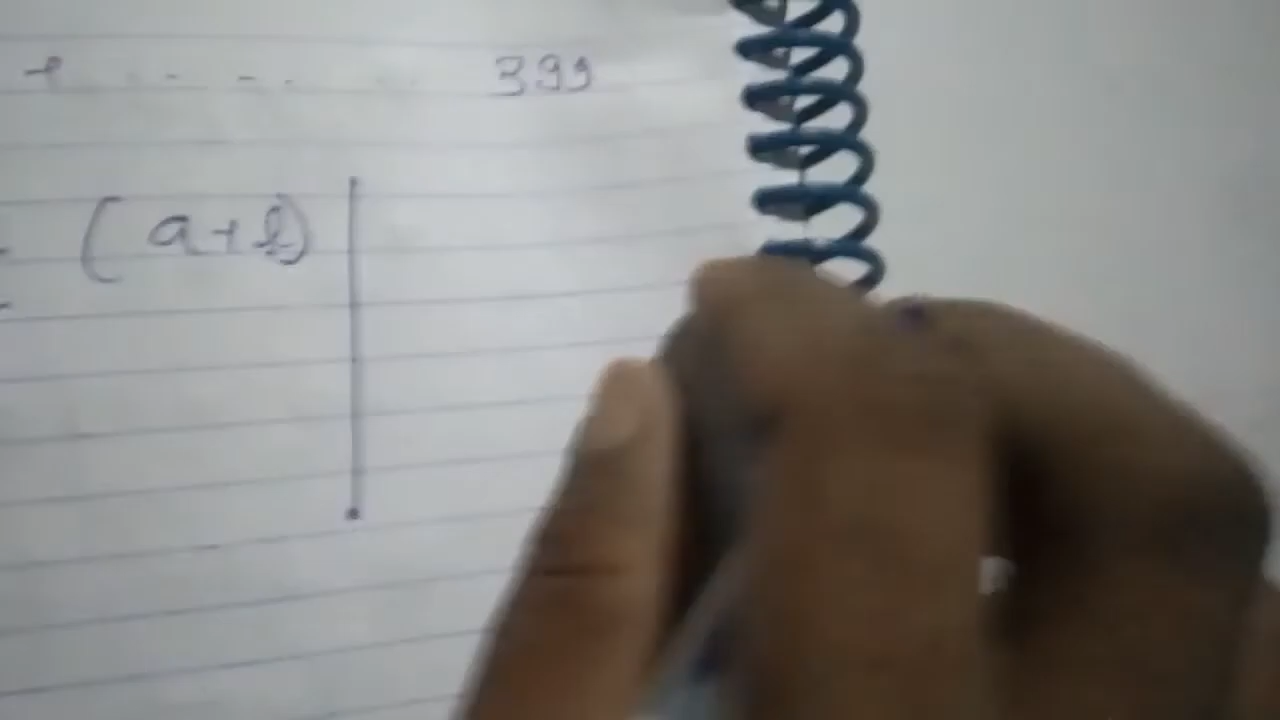 + ... - - . .. 399
(a+l)